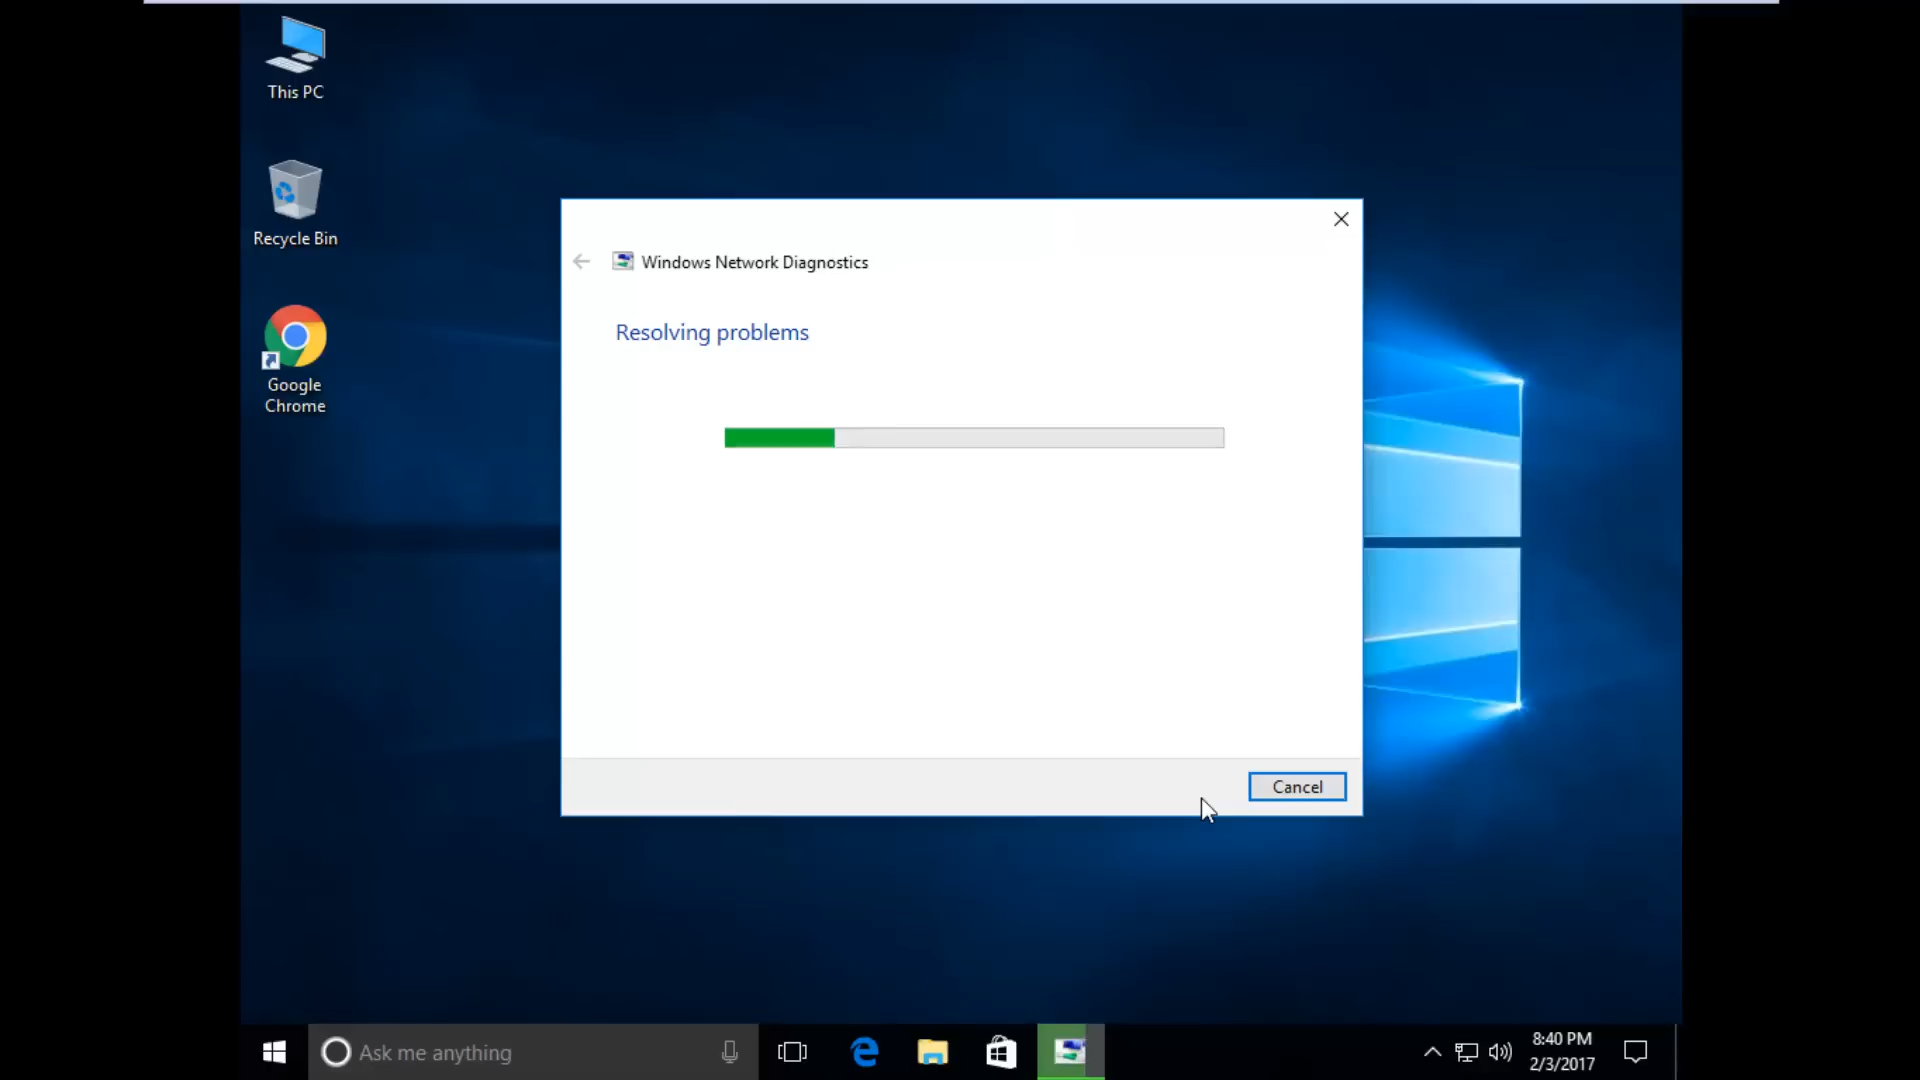 This PC
Recycle Bin
Google
Chrome
Windows Network Diagnostics
Resolving problems
Cancel
Ask me anything
8:40 PM
2/3/2017